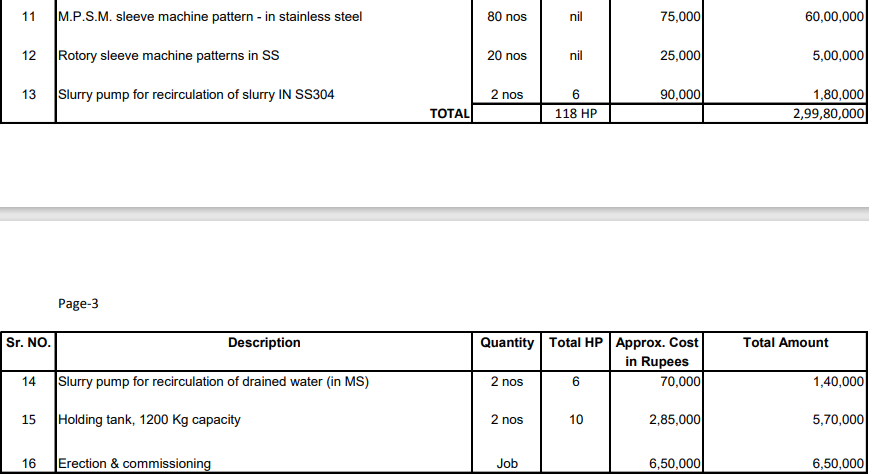 11 M.P.S.M. sleeve machine pattern - in stainless steel 80 nos nil 75,000 60,00,000
12 Rotory sleeve machine patterns in SS 20 nos nil 25,000 5,00,000
13 Slurry pump for recirculation of slurry IN SS304 2 nos 6 90,000 1,80,000
TOTAL 118 HP 2,99,80,000
Page-3
Sr. NO. Description Quantity Total HP Approx. Cost Total Amount
in Rupees
14 Slurry pump for recirculation of drained water (in MS) 2 nos 6 70,000 1,40,000
15 Holding tank, 1200 Kg capacity 2 nos 10 2,85,000 5,70,000
16 Erection & commissioning Job 6,50,000 6,50,000